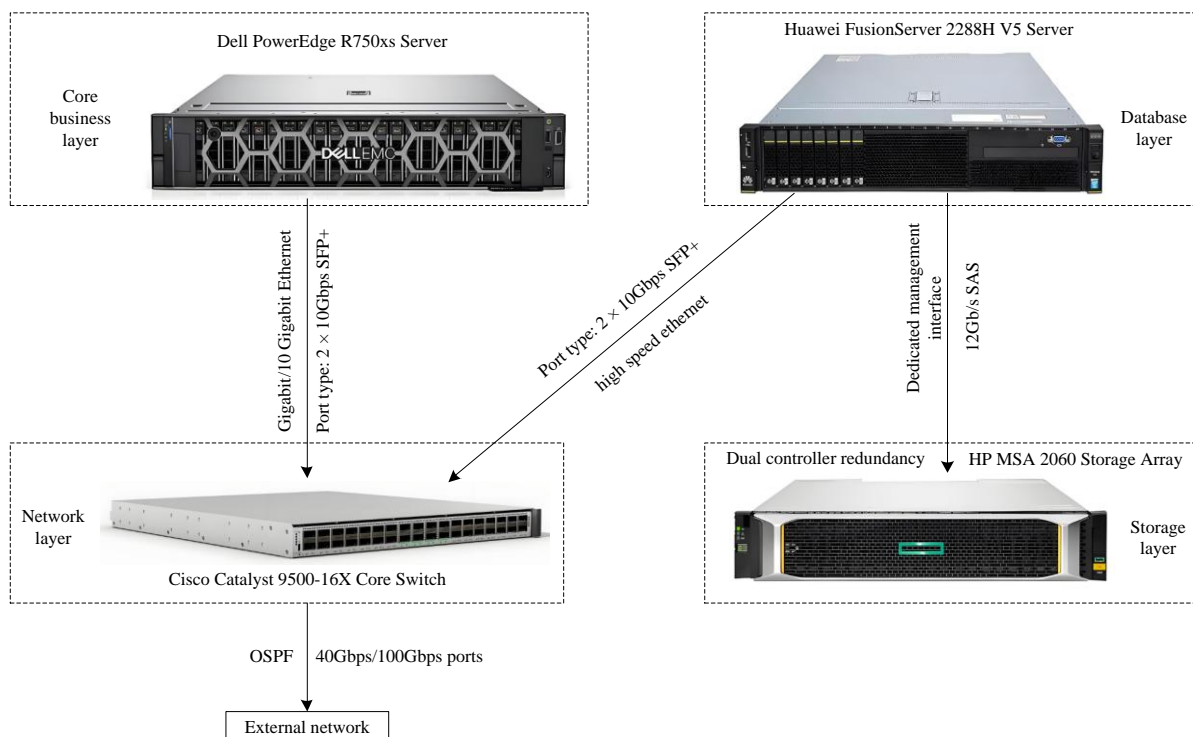 Dell PowerEdge R750xs Server
Core
business
layer
DELLEMC
Huawei FusionServer 2288H V5 Server
Database
layer
Gigabit/10 Gigabit Ethernet
Port type: 2 × 10Gbps SFP+
Port type: 2 × 10Gbps SFP+
high speed ethernet
Dedicated management
interface
12Gb/s SAS
Network
layer
Cisco Catalyst 9500-16X Core Switch
Dual controller redundancy
HP MSA 2060 Storage Array
Storage
layer
OSPF
40Gbps/100Gbps ports
External network